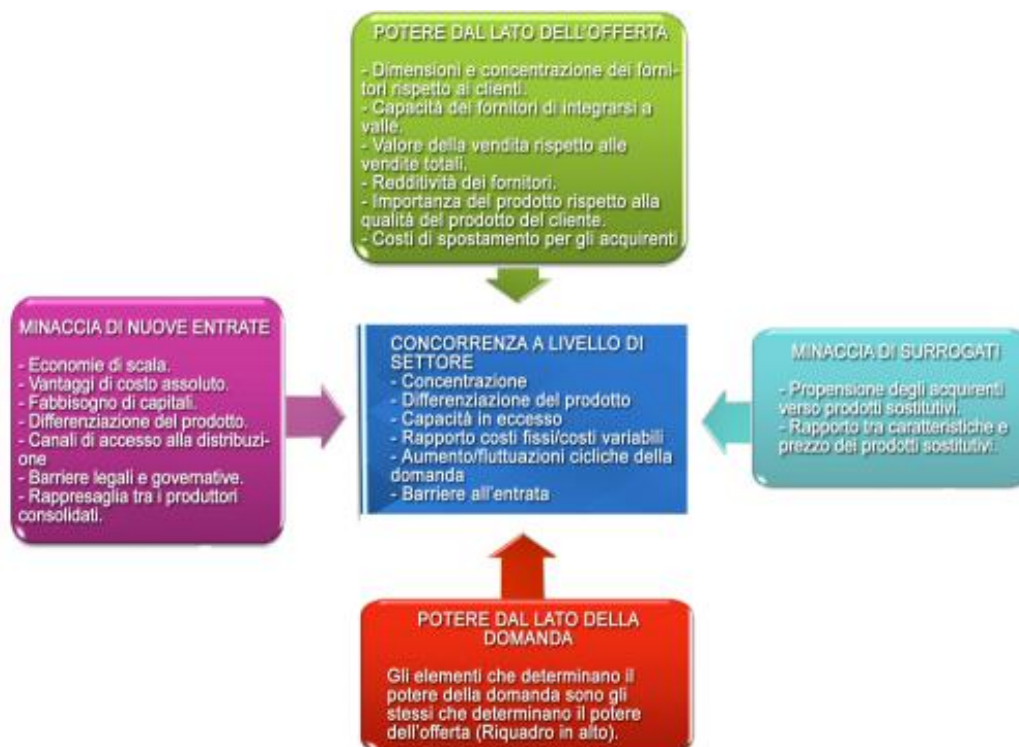 POTERE DAL LATO DELL'OFFERTA
- Dimensioni e concentrazione dei forni-
tori rispetto ai clienti.
- Capacità dei fornitori di integrarsi a
valle.
- Valore della vendita rispetto alle
vendite totali.
- Redditività dei fornitori.
- Importanza del prodotto rispetto alla
qualità del prodotto del cliente.
- Costi di spostamento per gli acquirenti
MINACCIA DI NUOVE ENTRATE
- Economie di scala.
- Vantaggi di costo assoluto.
- Fabbisogno di capitali.
- Differenziazione del prodotto.
- Canali di accesso alla distribuzi-
one
- Barriere legali e governative.
- Rappresaglia tra i produttori
consolidati.
CONCORRENZA A LIVELLO DI
SETTORE
- Concentrazione
- Differenziazione del prodotto
- Capacità in eccesso
- Rapporto costi fissi/costi variabili
- Aumento/fluttuazioni cicliche della
domanda
- Barriere all'entrata
MINACCIA DI SURROGATI
- Propensione degli acquirenti
verso prodotti sostitutivi.
- Rapporto tra caratteristiche e
prezzo dei prodotti sostitutivi.
POTERE DAL LATO DELLA
DOMANDA
Gli elementi che determinano il
potere della domanda sono gli
stessi che determinano il potere
dell'offerta (Riquadro in alto).